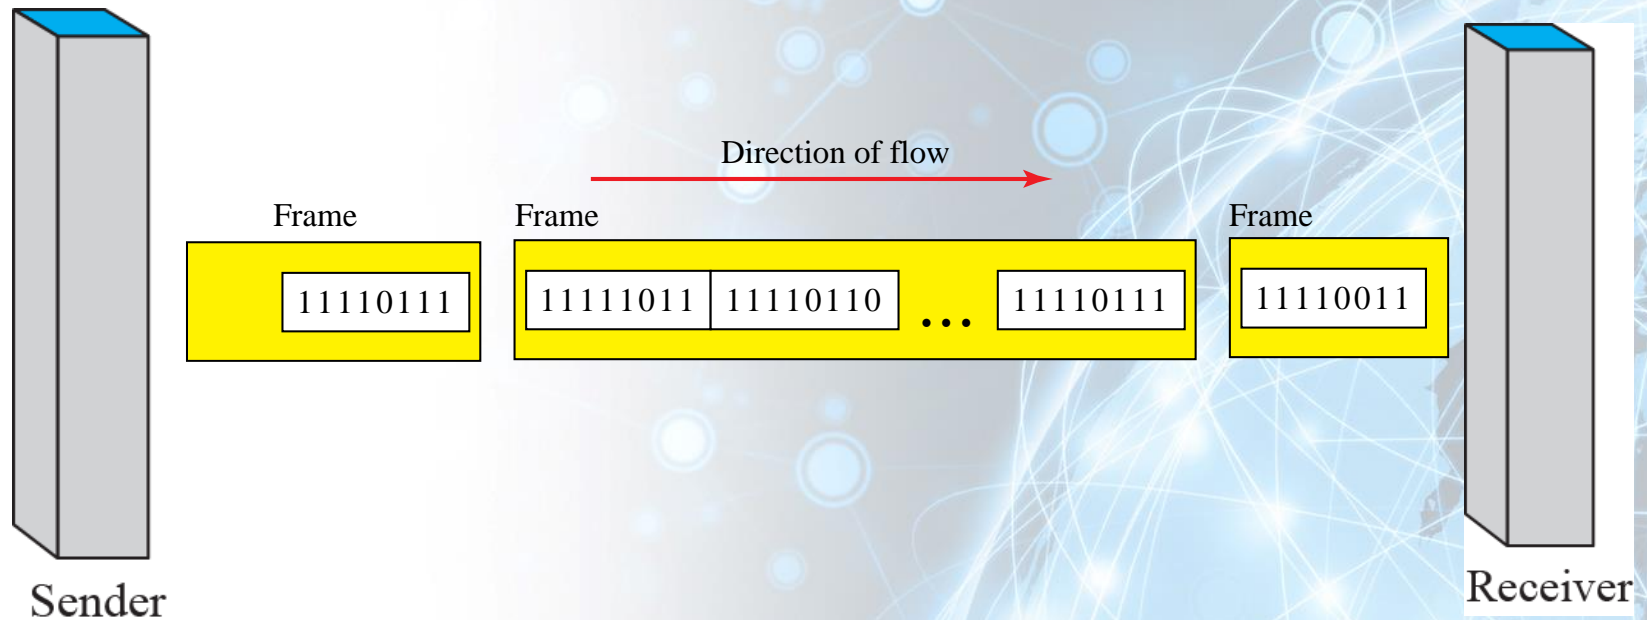 Direction of flow
Frame Frame Frame
11110111 11111011 11110110 ... 11110111 11110011
Sender Receiver